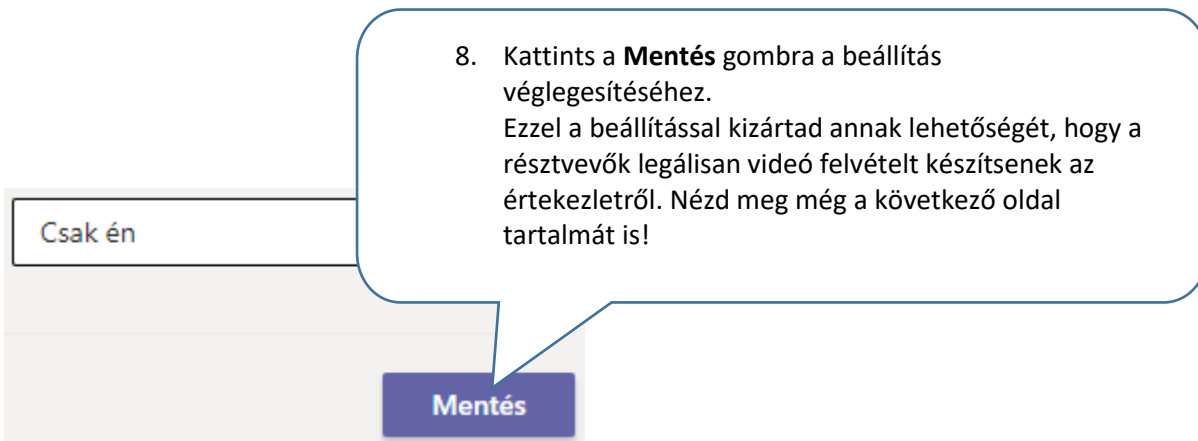 8. Kattints a Mentés gombra a beállítás
véglegesítéséhez.
Ezzel a beállítással kizártad annak lehetőségét, hogy a
résztvevők legálisan videó felvételt készítsenek az
értekezletről. Nézd meg még a következő oldal
tartalmát is!
Csak én
Mentés